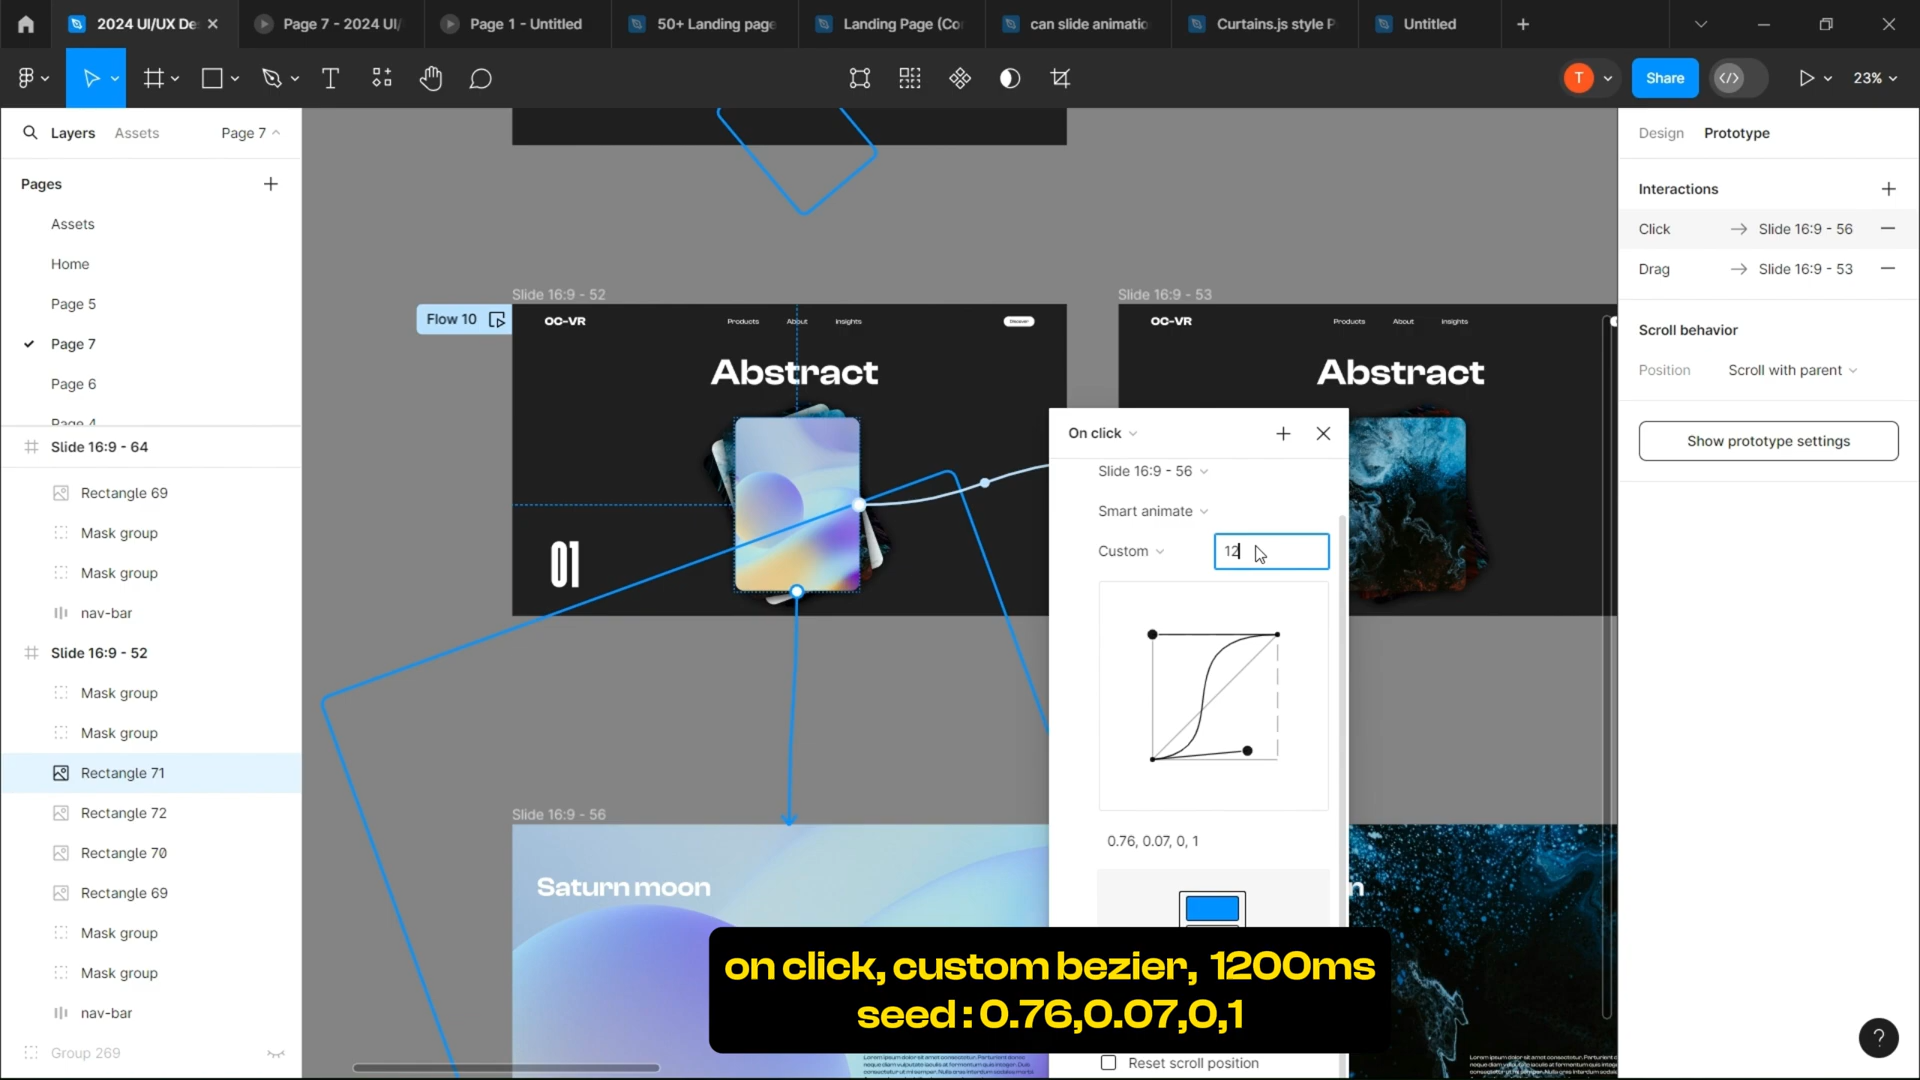 2024 UI/UX De
Page 7 - 2024 UI/
Page 1 - Untitled
50+ Landing page
Landing Page (Co
can slide animatio
Curtains.js style P
Untitled
T
Share
23%
Layers
Assets
Page 7
Pages
Assets
Home
Page 5
Page 7
Page 6
Page 4
Slide 16:9 - 64
Rectangle 69
Mask group
Mask group
nav-bar
Slide 16:9 - 52
Mask group
Mask group
Rectangle 71
Rectangle 72
Rectangle 70
Rectangle 69
Mask group
Mask group
nav-bar
Group 269
Slide 16:9 - 52
Flow 10
OC-VR
Products
About
Insights
Discover
Abstract
01
Slide 16:9 - 53
OC-VR
Products
About
Insights
Abstract
Slide 16:9 - 56
Saturn moon
n
On click
Slide 16:9 - 56
Smart animate
Custom
12
0.76, 0.07, 0, 1
Reset scroll position
on click, custom bezier, 1200ms
seed : 0.76,0.07,0,1
Design
Prototype
Interactions
Click
Slide 16:9 - 56
Drag
Slide 16:9 - 53
Scroll behavior
Position
Scroll with parent
Show prototype settings
?